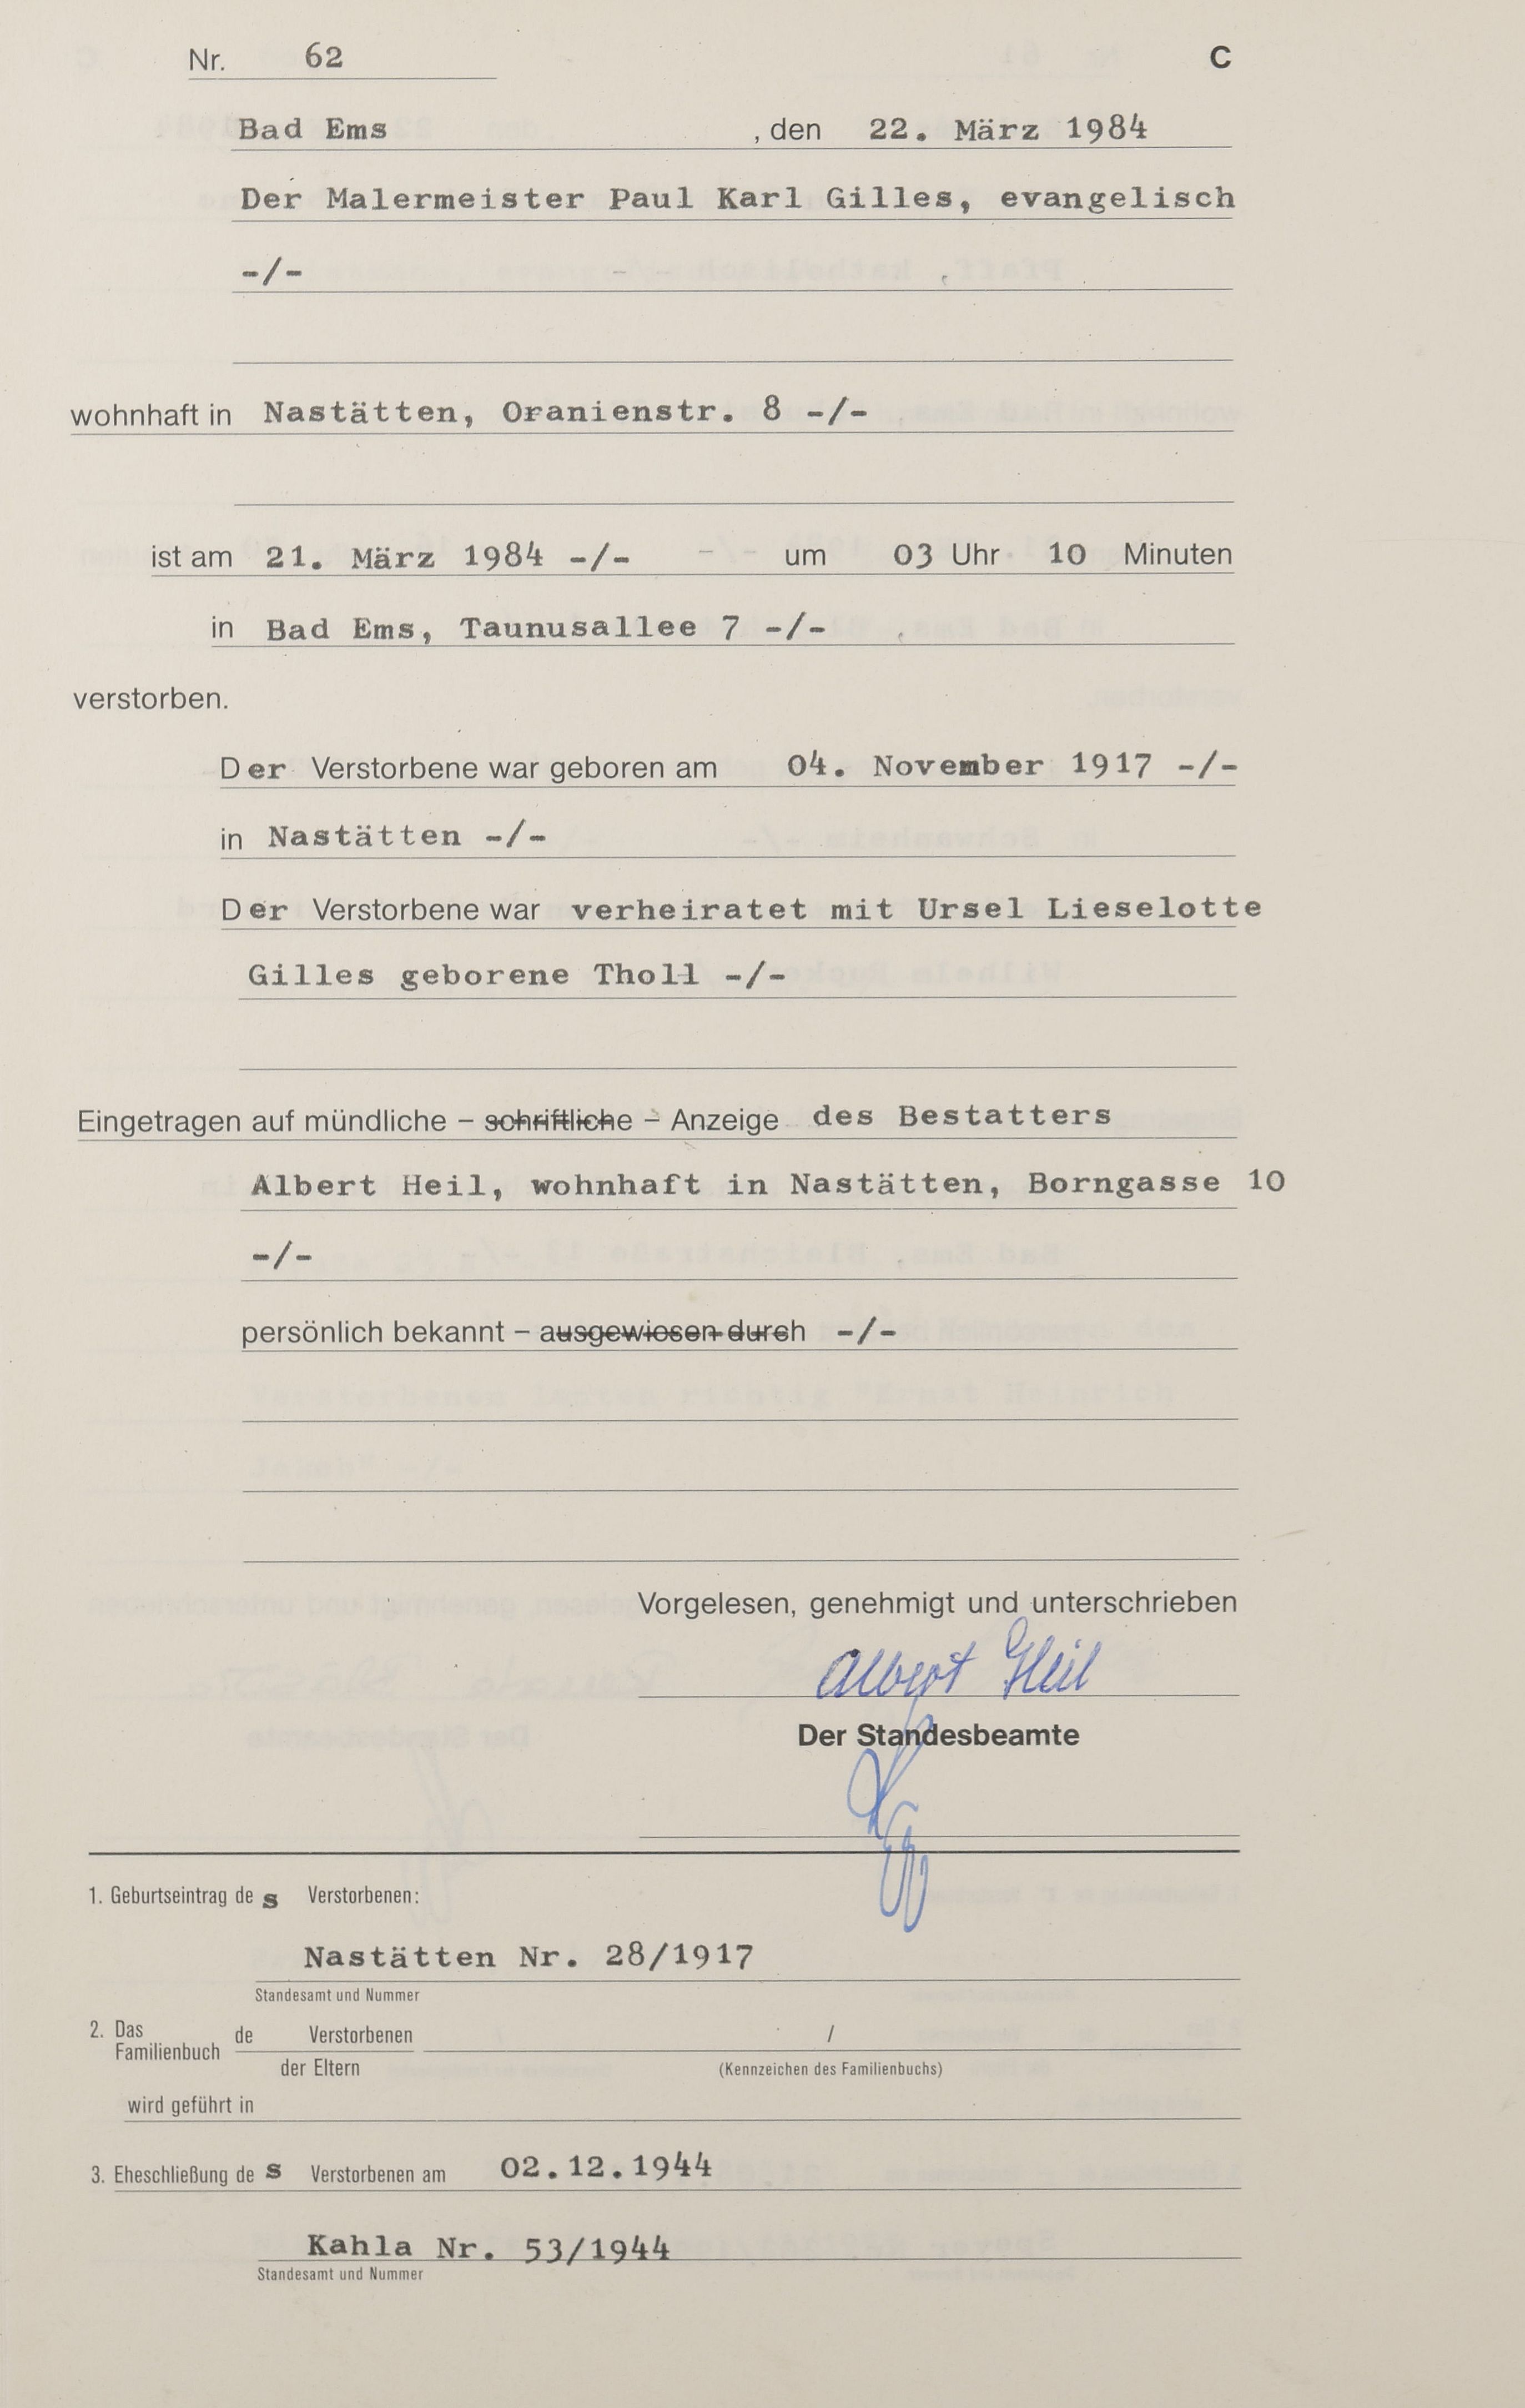 Nr. 62 C
Bad Ems , den 22. März 1984
Der Malermeister Paul Karl Gilles, evangelisch
-/-
wohnhaft in Nastätten, Oranienstr. 8 -/-
ist am 21. März 1984 -/- um 03 Uhr 10 Minuten
in Bad Ems, Taunusallee 7 -/-
verstorben.
Der Verstorbene war geboren am 04. November 1917 -/-
in Nastätten -/-
Der Verstorbene war verheiratet mit Ursel Lieselotte
Gilles geborene Tholl -/-
Eingetragen auf mündliche – schriftliche – Anzeige des Bestatters
Albert Heil, wohnhaft in Nastätten, Borngasse 10
-/-
persönlich bekannt – ausgewiesen durch -/-
Vorgelesen, genehmigt und unterschrieben
Albert Heil
Der Standesbeamte
1. Geburtseintrag des Verstorbenen:
Nastätten Nr. 28/1917
Standesamt und Nummer
2. Das Familienbuch de Verstorbenen /
der Eltern (Kennzeichen des Familienbuchs)
wird geführt in
3. Eheschließung des Verstorbenen am 02.12.1944
Kahla Nr. 53/1944
Standesamt und Nummer